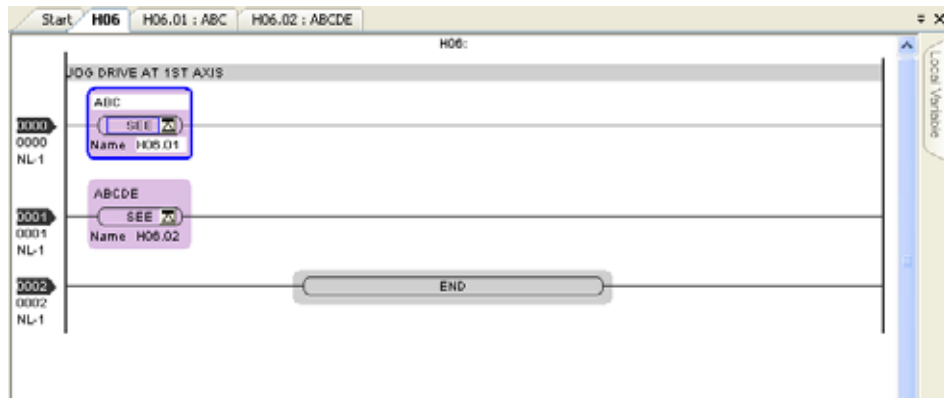 Start H06 H06.01 : ABC H06.02 : ABCDE
H06:
JOG DRIVE AT 1ST AXIS
ABC
0000 SEE
0000 Name H06.01
NL-1
ABCDE
0001 SEE
0001 Name H06.02
NL-1
0002 END
0002
NL-1
Local Variable